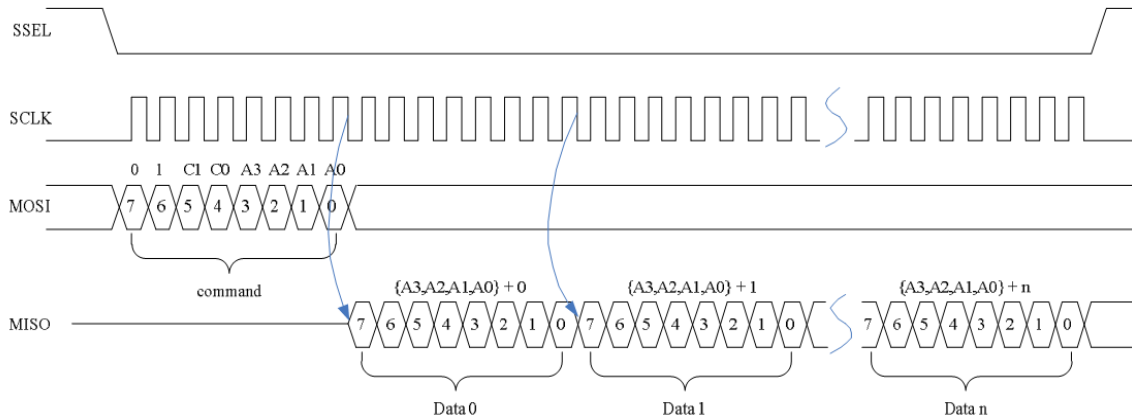 SSEL
SCLK
0 1 C1 C0 A3 A2 A1 A0
MOSI
7 6 5 4 3 2 1 0
command
{A3,A2,A1,A0} + 0
{A3,A2,A1,A0} + 1
{A3,A2,A1,A0} + n
MISO
7 6 5 4 3 2 1 0 7 6 5 4 3 2 1 0 7 6 5 4 3 2 1 0
Data 0
Data 1
Data n